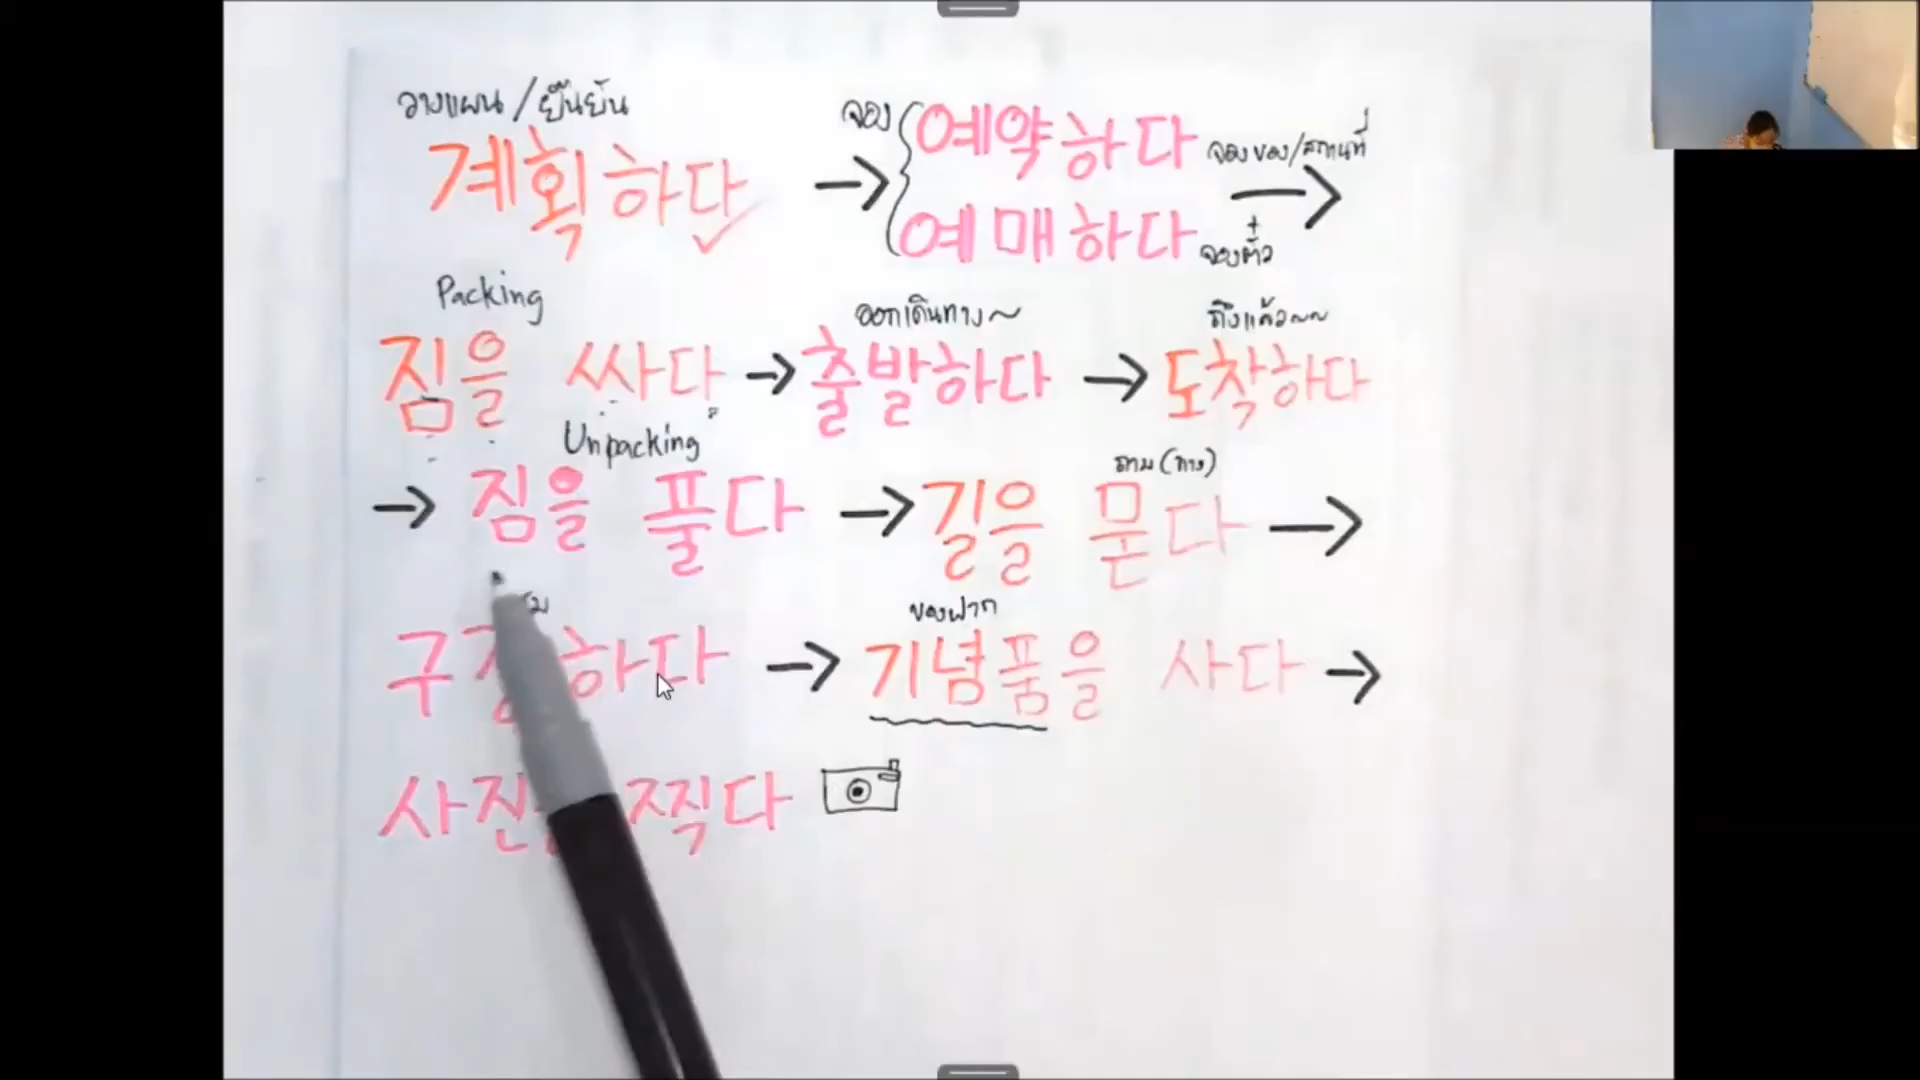 วางแผน/ยืนยัน
계획하다 → จอง 예약하다 จองของ/สถานที่ →
예매하다 + จองตั๋ว
Packing ออกเดินทาง~ ถึงแล้ว~~
짐을 싸다 → 출발하다 → 도착하다
Unpacking ถาม (ทาง)
→ 짐을 풀다 → 길을 묻다 →
ของฝาก
구 하다 → 기념품을 사다 →
사진 찍다